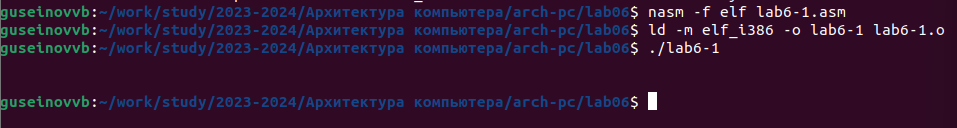 guseinovvb:~/work/study/2023-2024/Архитектура компьютера/arch-pc/lab06$ nasm -f elf lab6-1.asm
guseinovvb:~/work/study/2023-2024/Архитектура компьютера/arch-pc/lab06$ ld -m elf_i386 -o lab6-1 lab6-1.o
guseinovvb:~/work/study/2023-2024/Архитектура компьютера/arch-pc/lab06$ ./lab6-1
guseinovvb:~/work/study/2023-2024/Архитектура компьютера/arch-pc/lab06$